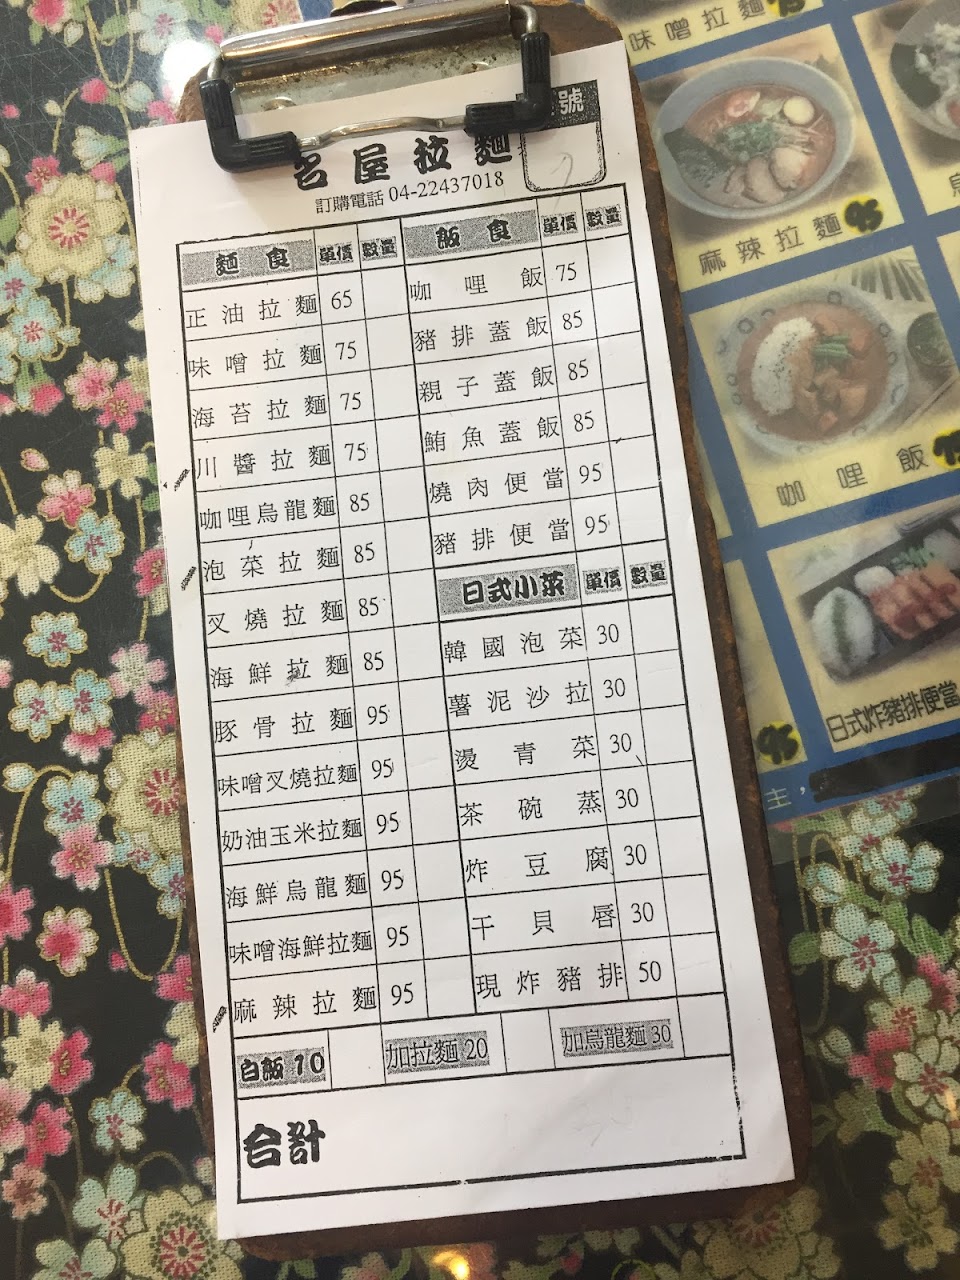 號
名屋拉麵
訂購電話 04-22437018
麵食 單價 數量
正油拉麵 65
味噌拉麵 75
海苔拉麵 75
川醬拉麵 75
咖哩烏龍麵 85
泡菜拉麵 85
叉燒拉麵 85
海鮮拉麵 85
豚骨拉麵 95
味噌叉燒拉麵 95
奶油玉米拉麵 95
海鮮烏龍麵 95
味噌海鮮拉麵 95
麻辣拉麵 95
飯食 單價 數量
咖哩飯 75
豬排蓋飯 85
親子蓋飯 85
鮪魚蓋飯 85
燒肉便當 95
豬排便當 95
日式小菜 單價 數量
韓國泡菜 30
薯泥沙拉 30
燙青菜 30
茶碗蒸 30
炸豆腐 30
干貝唇 30
現炸豬排 50
白飯 10 加拉麵 20 加烏龍麵 30
合計
味噌拉麵
麻辣拉麵 95
咖哩飯
日式炸豬排便當
95
主，